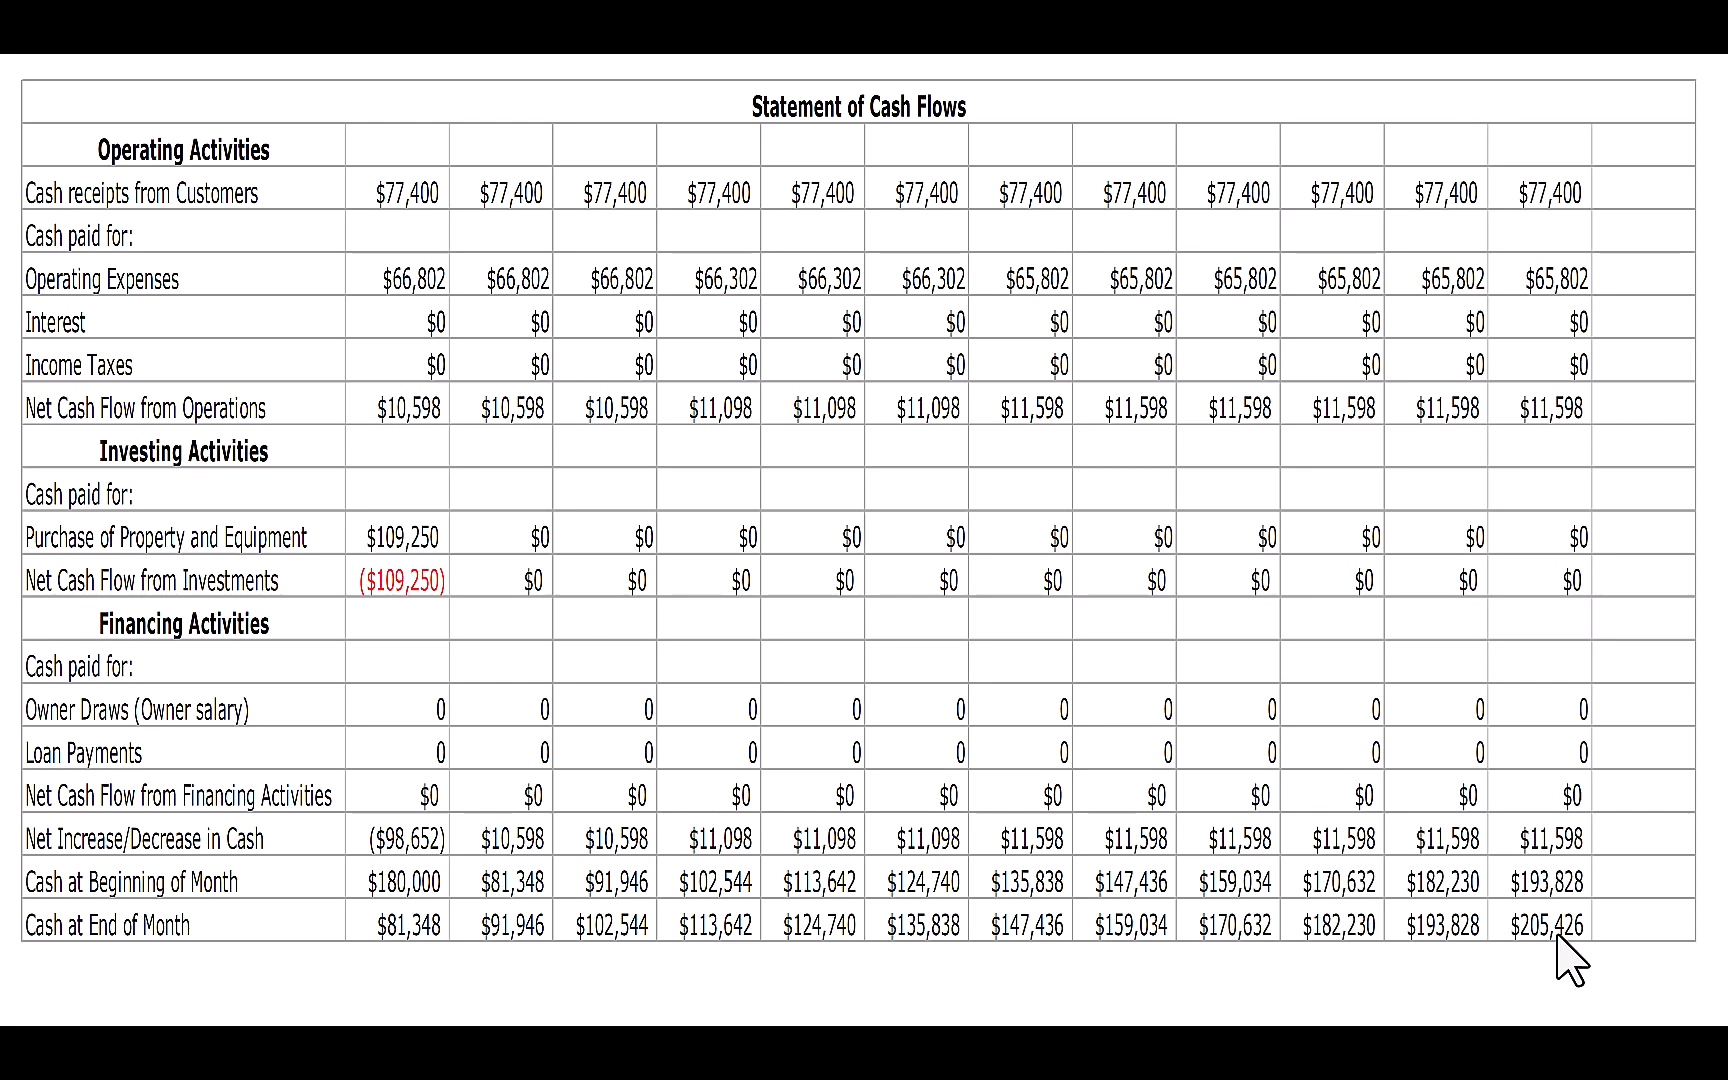 Statement of Cash Flows
Operating Activities
Cash receipts from Customers $77,400 $77,400 $77,400 $77,400 $77,400 $77,400 $77,400 $77,400 $77,400 $77,400 $77,400 $77,400
Cash paid for:
Operating Expenses $66,802 $66,802 $66,802 $66,302 $66,302 $66,302 $65,802 $65,802 $65,802 $65,802 $65,802 $65,802
Interest $0 $0 $0 $0 $0 $0 $0 $0 $0 $0 $0 $0
Income Taxes $0 $0 $0 $0 $0 $0 $0 $0 $0 $0 $0 $0
Net Cash Flow from Operations $10,598 $10,598 $10,598 $11,098 $11,098 $11,098 $11,598 $11,598 $11,598 $11,598 $11,598 $11,598
Investing Activities
Cash paid for:
Purchase of Property and Equipment $109,250 $0 $0 $0 $0 $0 $0 $0 $0 $0 $0 $0
Net Cash Flow from Investments ($109,250) $0 $0 $0 $0 $0 $0 $0 $0 $0 $0 $0
Financing Activities
Cash paid for:
Owner Draws (Owner salary) 0 0 0 0 0 0 0 0 0 0 0 0
Loan Payments 0 0 0 0 0 0 0 0 0 0 0 0
Net Cash Flow from Financing Activities $0 $0 $0 $0 $0 $0 $0 $0 $0 $0 $0 $0
Net Increase/Decrease in Cash ($98,652) $10,598 $10,598 $11,098 $11,098 $11,098 $11,598 $11,598 $11,598 $11,598 $11,598 $11,598
Cash at Beginning of Month $180,000 $81,348 $91,946 $102,544 $113,642 $124,740 $135,838 $147,436 $159,034 $170,632 $182,230 $193,828
Cash at End of Month $81,348 $91,946 $102,544 $113,642 $124,740 $135,838 $147,436 $159,034 $170,632 $182,230 $193,828 $205,426